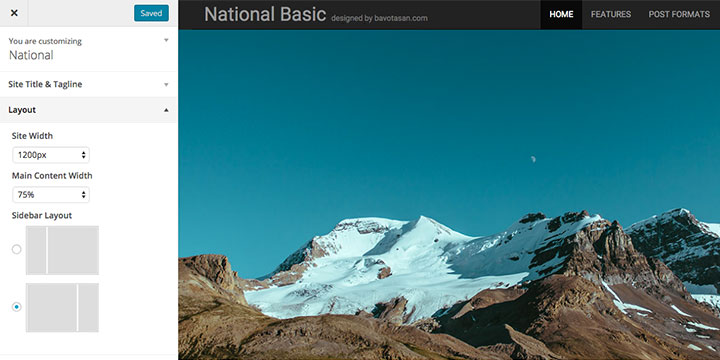 ✕ Saved
You are customizing
National
Site Title & Tagline
Layout
Site Width
1200px
Main Content Width
75%
Sidebar Layout
National Basic designed by bavotasan.com
HOME FEATURES POST FORMATS